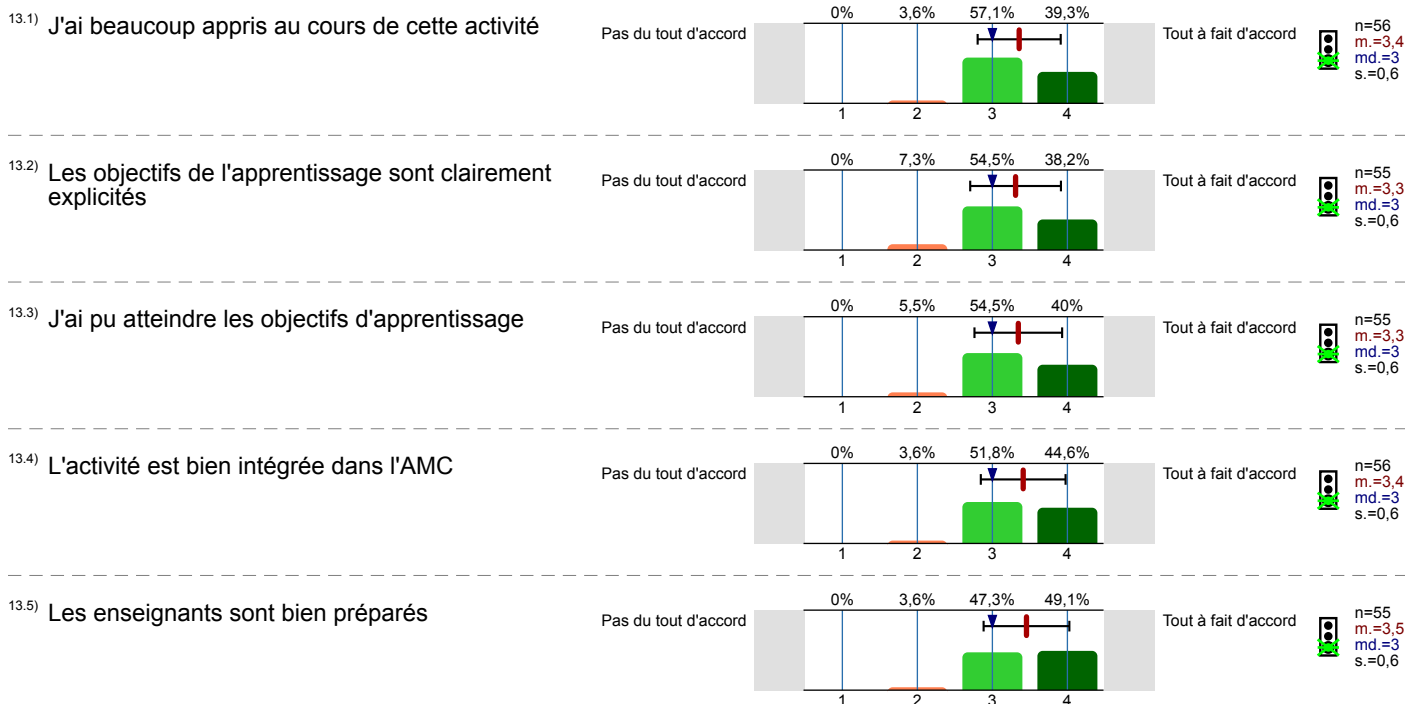 13.1) J'ai beaucoup appris au cours de cette activité
Pas du tout d'accord
0% 3,6% 57,1% 39,3%
1 2 3 4
Tout à fait d'accord
n=56
m.=3,4
md.=3
s.=0,6
13.2) Les objectifs de l'apprentissage sont clairement
explicités
Pas du tout d'accord
0% 7,3% 54,5% 38,2%
1 2 3 4
Tout à fait d'accord
n=55
m.=3,3
md.=3
s.=0,6
13.3) J'ai pu atteindre les objectifs d'apprentissage
Pas du tout d'accord
0% 5,5% 54,5% 40%
1 2 3 4
Tout à fait d'accord
n=55
m.=3,3
md.=3
s.=0,6
13.4) L'activité est bien intégrée dans l'AMC
Pas du tout d'accord
0% 3,6% 51,8% 44,6%
1 2 3 4
Tout à fait d'accord
n=56
m.=3,4
md.=3
s.=0,6
13.5) Les enseignants sont bien préparés
Pas du tout d'accord
0% 3,6% 47,3% 49,1%
1 2 3 4
Tout à fait d'accord
n=55
m.=3,5
md.=3
s.=0,6